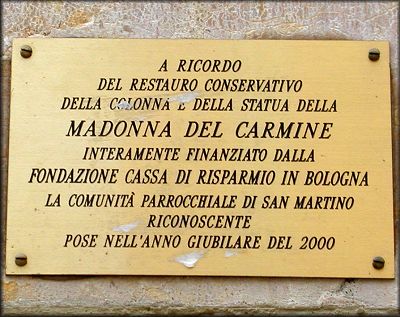 A RICORDO
DEL RESTAURO CONSERVATIVO
DELLA COLONNA E DELLA STATUA DELLA
MADONNA DEL CARMINE
INTERAMENTE FINANZIATO DALLA
FONDAZIONE CASSA DI RISPARMIO IN BOLOGNA
LA COMUNITÀ PARROCCHIALE DI SAN MARTINO
RICONOSCENTE
POSE NELL'ANNO GIUBILARE DEL 2000